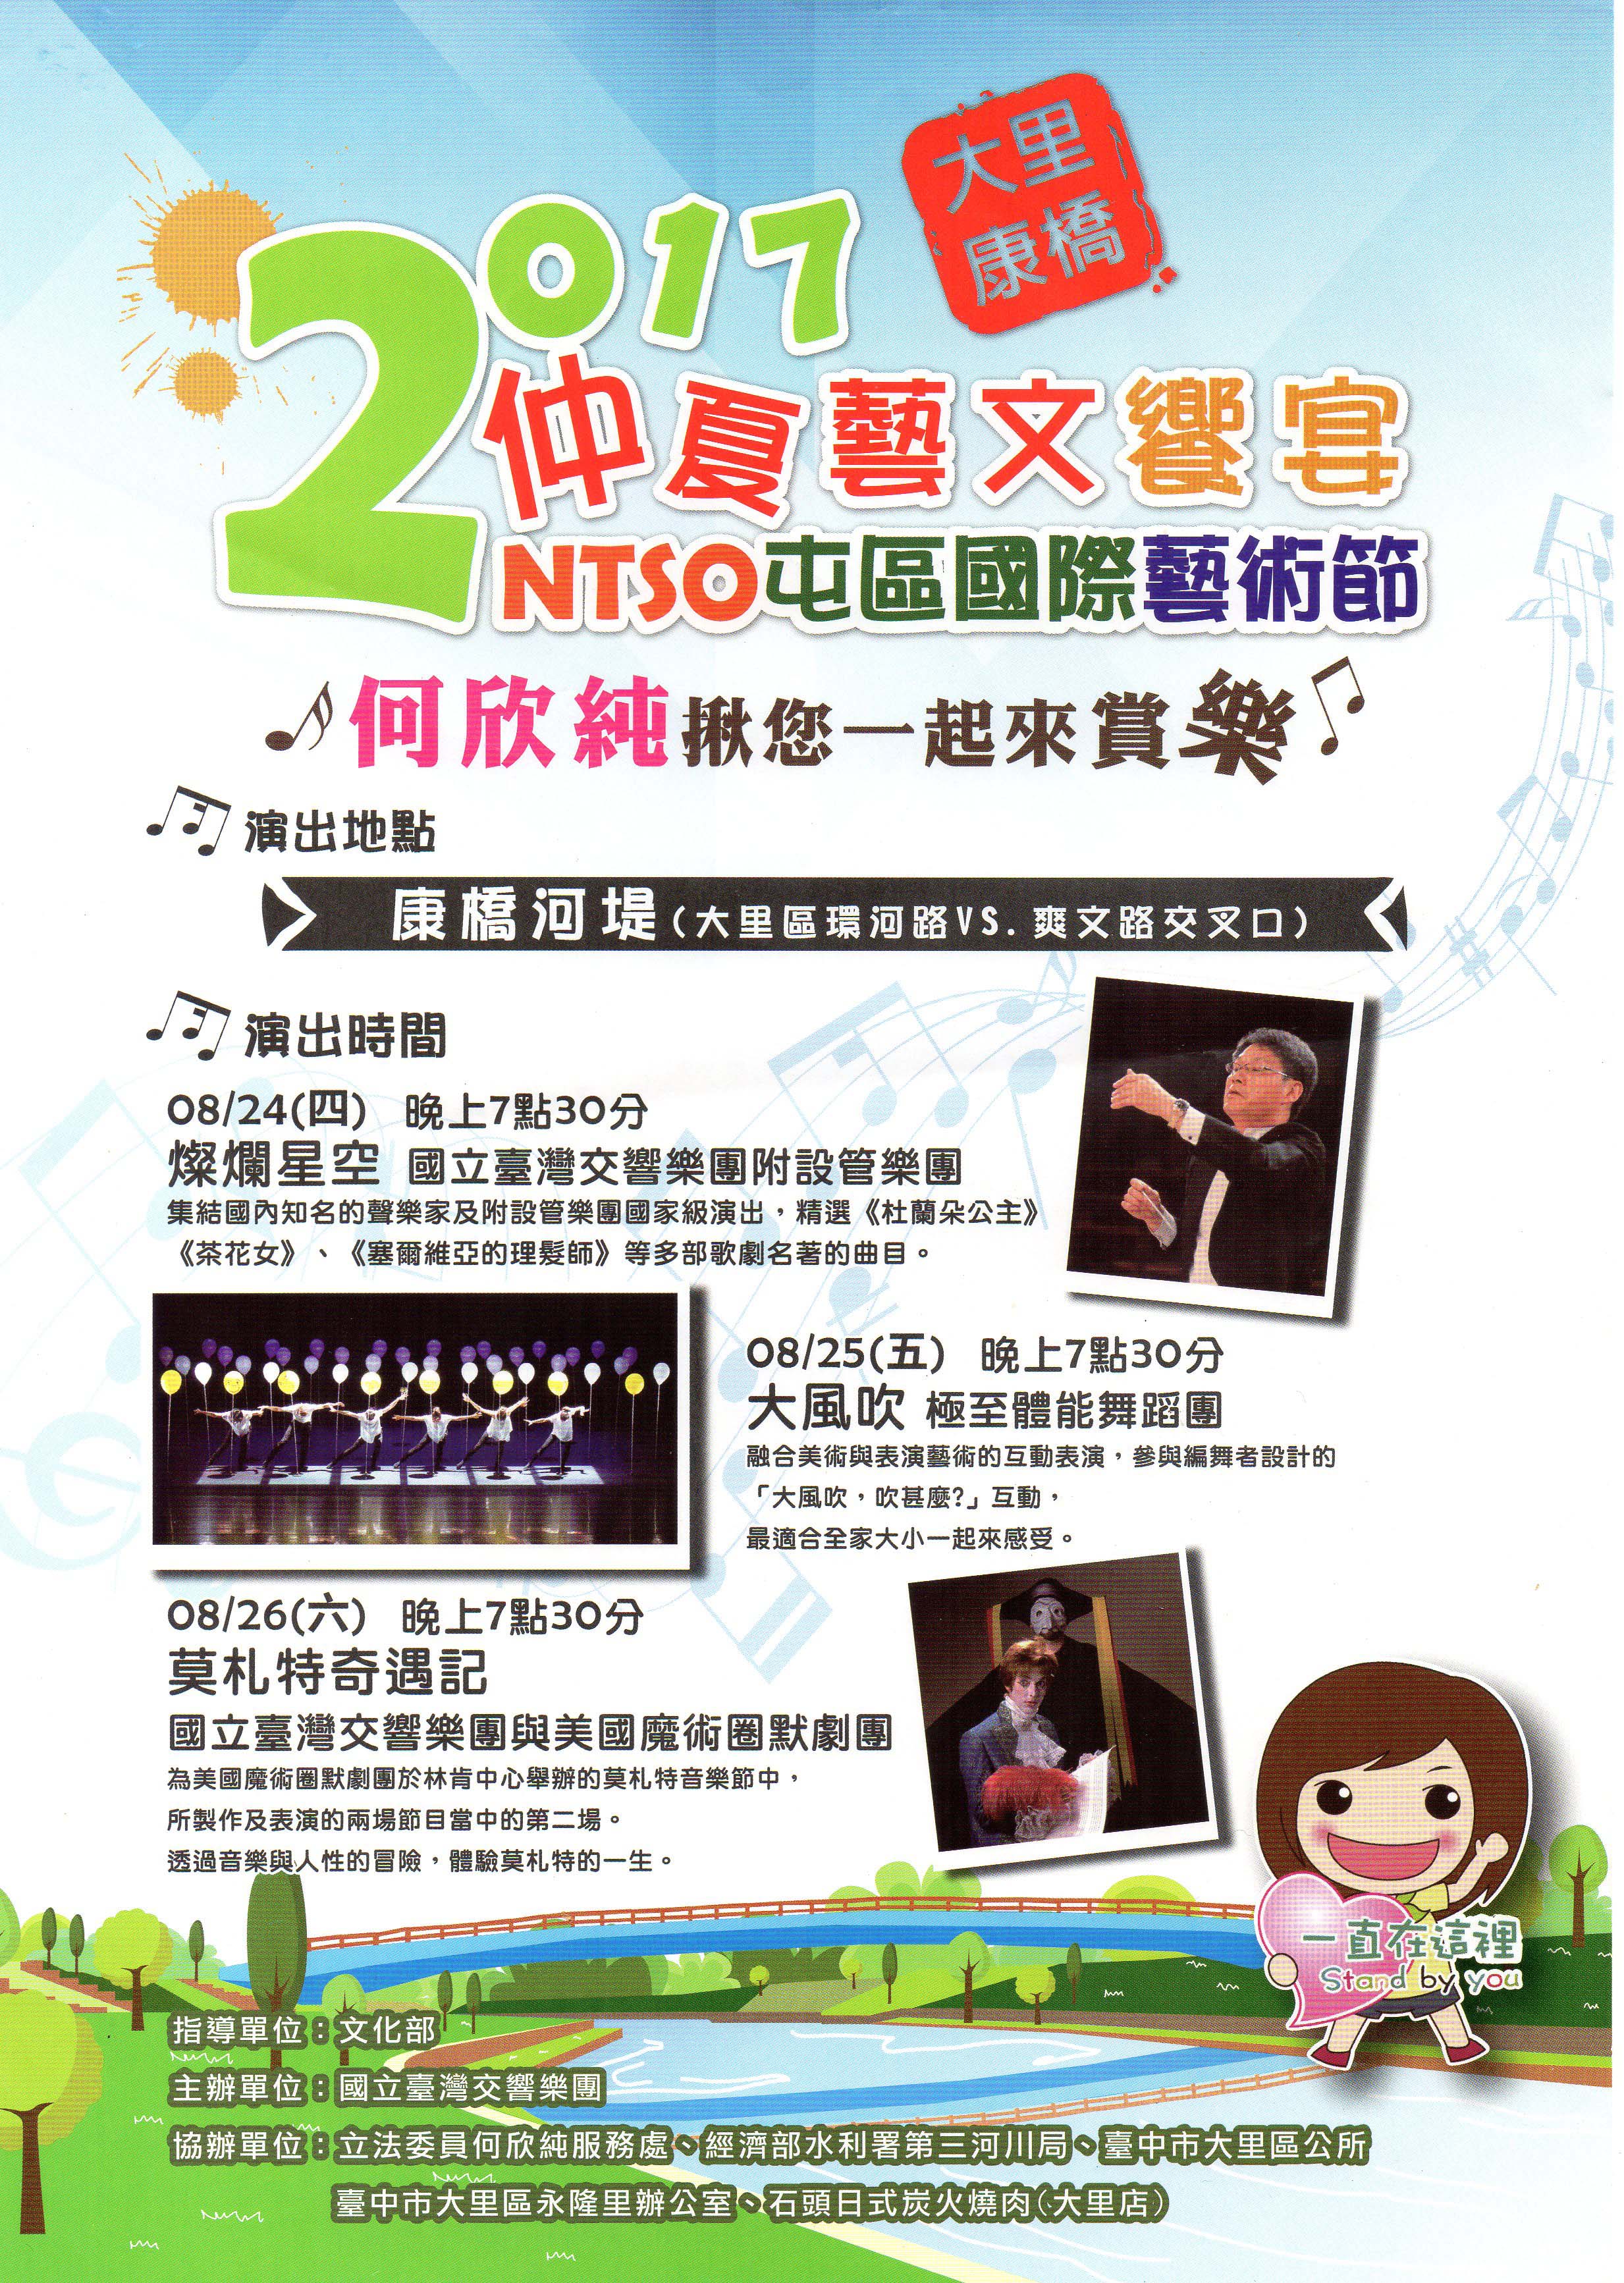 大里
康橋
2017
仲夏藝文饗宴
NTSO屯區國際藝術節
何欣純揪您一起來賞樂
演出地點
康橋河堤(大里區環河路VS.爽文路交叉口)
演出時間
08/24(四) 晚上7點30分
燦爛星空 國立臺灣交響樂團附設管樂團
集結國內知名的聲樂家及附設管樂團國家級演出，精選《杜蘭朵公主》
《茶花女》、《塞爾維亞的理髮師》等多部歌劇名著的曲目。
08/25(五) 晚上7點30分
大風吹 極至體能舞蹈團
融合美術與表演藝術的互動表演，參與編舞者設計的
「大風吹，吹甚麼?」互動，
最適合全家大小一起來感受。
08/26(六) 晚上7點30分
莫札特奇遇記
國立臺灣交響樂團與美國魔術圈默劇團
為美國魔術圈默劇團於林肯中心舉辦的莫札特音樂節中，
所製作及表演的兩場節目當中的第二場。
透過音樂與人性的冒險，體驗莫札特的一生。
一直在這裡
Stand by you
指導單位：文化部
主辦單位：國立臺灣交響樂團
協辦單位：立法委員何欣純服務處、經濟部水利署第三河川局、臺中市大里區公所
臺中市大里區永隆里辦公室、石頭日式炭火燒肉(大里店)